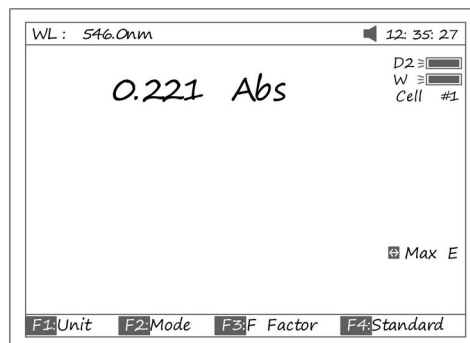 WL: 546.0nm 12: 35: 27
D2
0.221 Abs
W
Cell #1
Max E
F1:Unit F2:Mode F3:F Factor F4:Standard